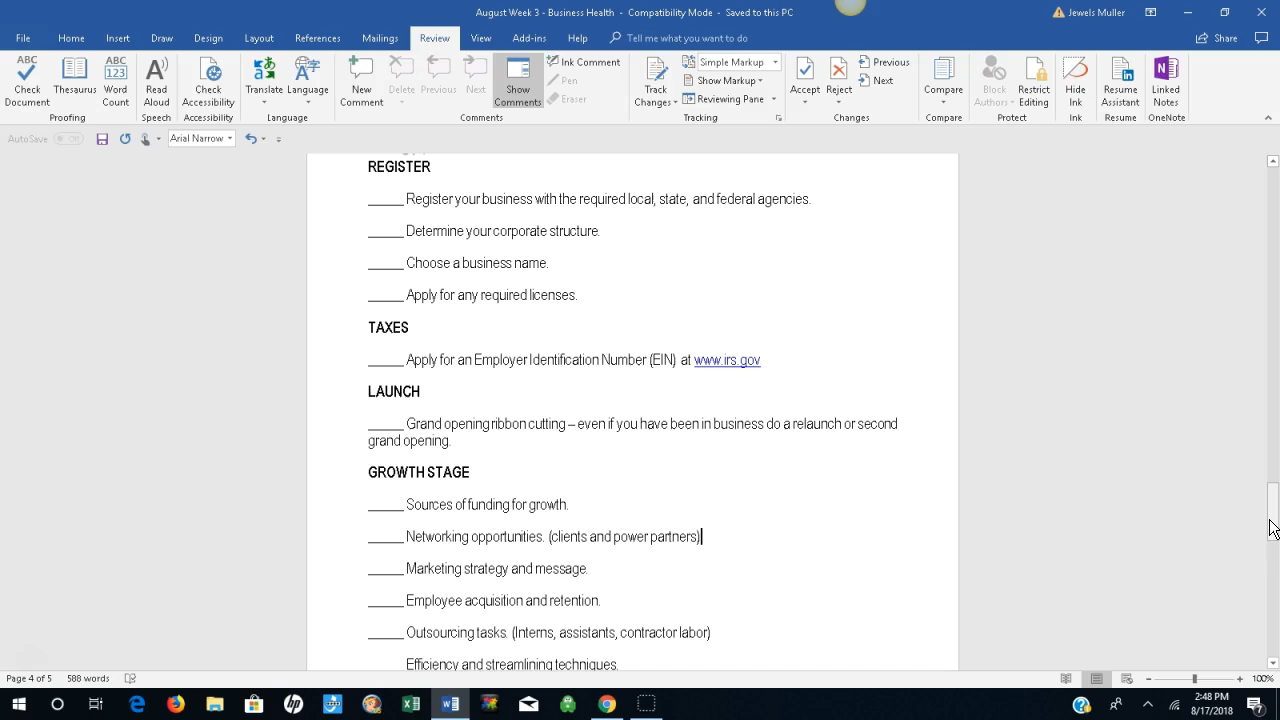 August Week 3 - Business Health - Compatibility Mode - Saved to this PC
Jewels Muller
File Home Insert Draw Design Layout References Mailings Review View Add-ins Help Tell me what you want to do Share
Check Document
Thesaurus
Word Count
Proofing
Read Aloud
Speech
Check Accessibility
Accessibility
Translate
Language
Language
New Comment
Delete
Previous
Next
Show Comments
Ink Comment
Pen
Eraser
Comments
Track Changes
Simple Markup
Show Markup
Reviewing Pane
Tracking
Accept
Reject
Previous
Next
Changes
Compare
Compare
Block Authors
Restrict Editing
Protect
Hide Ink
Ink
Resume Assistant
Resume
Linked Notes
OneNote
AutoSave Off Arial Narrow
REGISTER
_____ Register your business with the required local, state, and federal agencies.
_____ Determine your corporate structure.
_____ Choose a business name.
_____ Apply for any required licenses.
TAXES
_____ Apply for an Employer Identification Number (EIN) at www.irs.gov
LAUNCH
_____ Grand opening ribbon cutting – even if you have been in business do a relaunch or second
grand opening.
GROWTH STAGE
_____ Sources of funding for growth.
_____ Networking opportunities. (clients and power partners)
_____ Marketing strategy and message.
_____ Employee acquisition and retention.
_____ Outsourcing tasks. (Interns, assistants, contractor labor)
Efficiency and streamlining techniques.
Page 4 of 5 588 words 100%
2:48 PM
8/17/2018